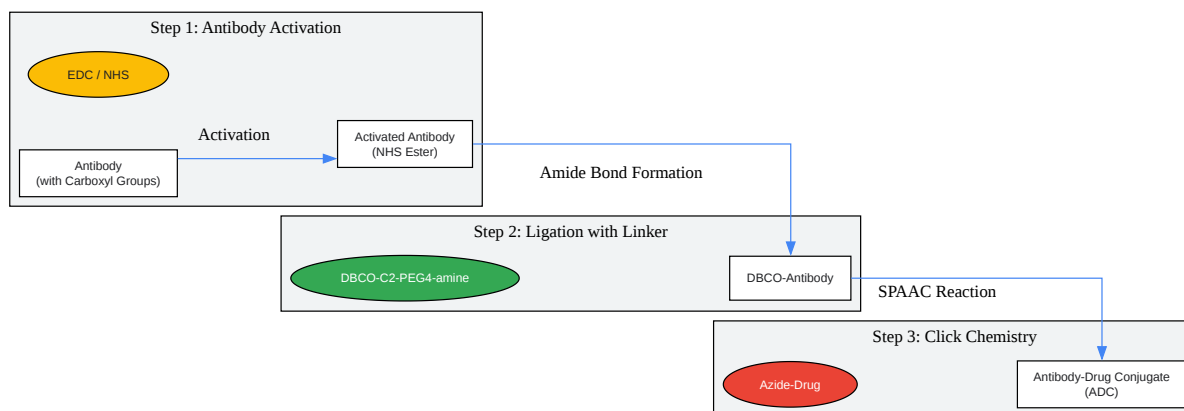 Step 1: Antibody Activation
EDC / NHS
Activation
Antibody
(with Carboxyl Groups)
Activated Antibody
(NHS Ester)
Amide Bond Formation
Step 2: Ligation with Linker
DBCO-C2-PEG4-amine
DBCO-Antibody
SPAAC Reaction
Step 3: Click Chemistry
Azide-Drug
Antibody-Drug Conjugate
(ADC)